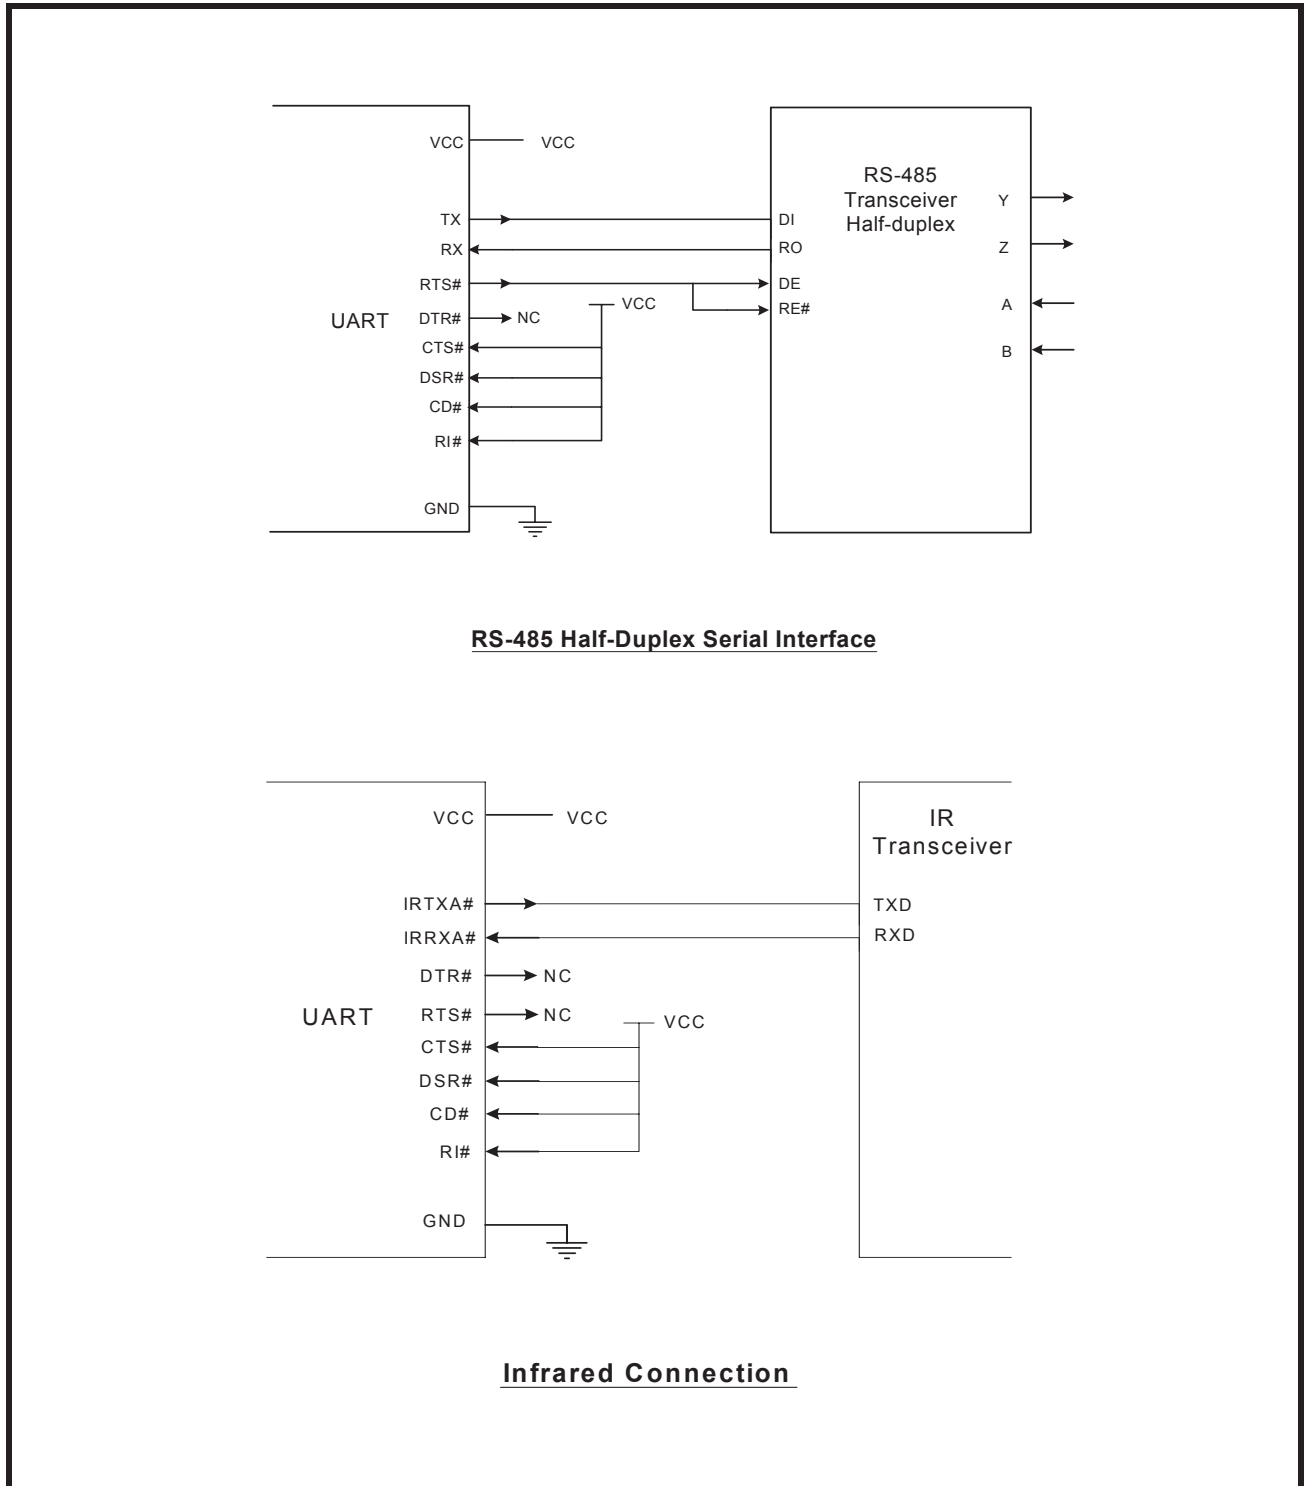 VCC VCC
RS-485
Transceiver
Half-duplex
Y
TX DI
RX RO
Z
RTS# DE
VCC
RE#
A
UART
DTR# NC
CTS#
B
DSR#
CD#
RI#
GND
RS-485 Half-Duplex Serial Interface
VCC VCC
IR
Transceiver
IRTXA# TXD
IRRXA# RXD
DTR# NC
UART
RTS# NC
VCC
CTS#
DSR#
CD#
RI#
GND
Infrared Connection